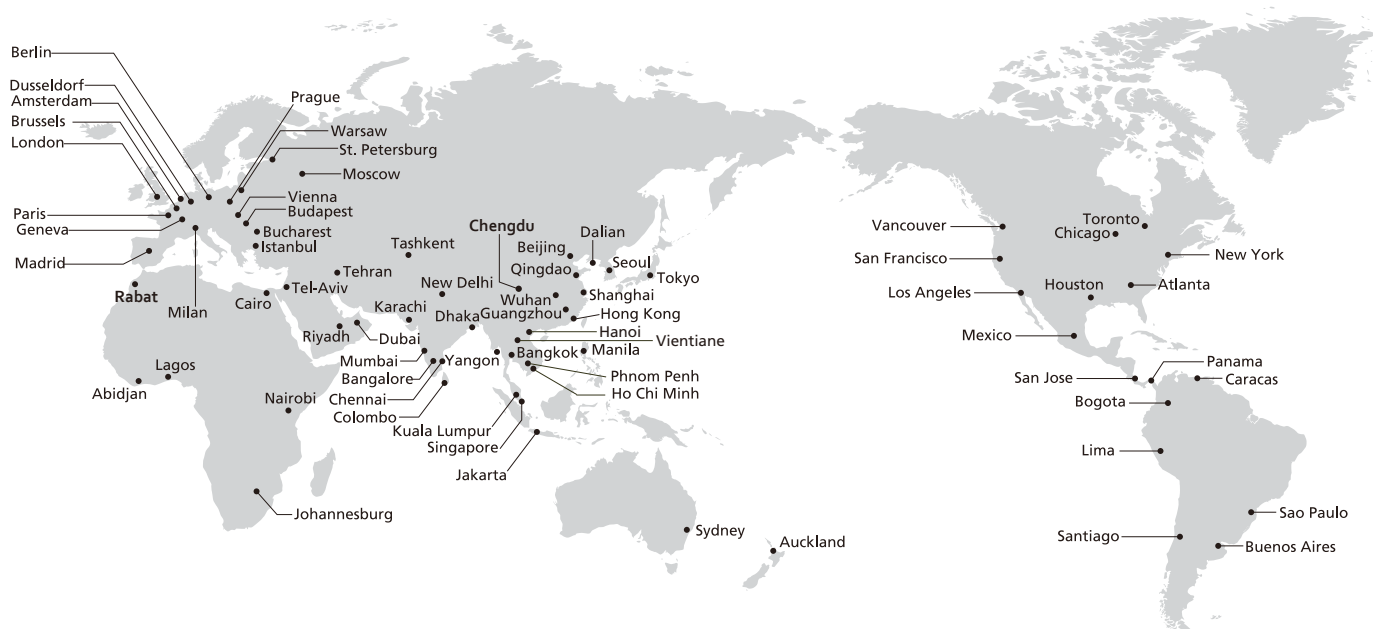 Berlin
Dusseldorf
Amsterdam
Brussels
London
Paris
Geneva
Madrid
Rabat
Milan
Prague
Warsaw
St. Petersburg
Moscow
Vienna
Budapest
Bucharest
Istanbul
Tehran
Tel-Aviv
Cairo
Riyadh
Dubai
Lagos
Abidjan
Nairobi
Johannesburg
Tashkent
New Delhi
Karachi
Dhaka
Mumbai
Bangalore
Chennai
Colombo
Yangon
Kuala Lumpur
Singapore
Jakarta
Chengdu
Beijing
Dalian
Qingdao
Seoul
Tokyo
Wuhan
Shanghai
Guangzhou
Hong Kong
Hanoi
Vientiane
Bangkok
Manila
Phnom Penh
Ho Chi Minh
Sydney
Auckland
Vancouver
San Francisco
Los Angeles
Mexico
San Jose
Bogota
Lima
Santiago
Toronto
Chicago
New York
Houston
Atlanta
Panama
Caracas
Sao Paulo
Buenos Aires